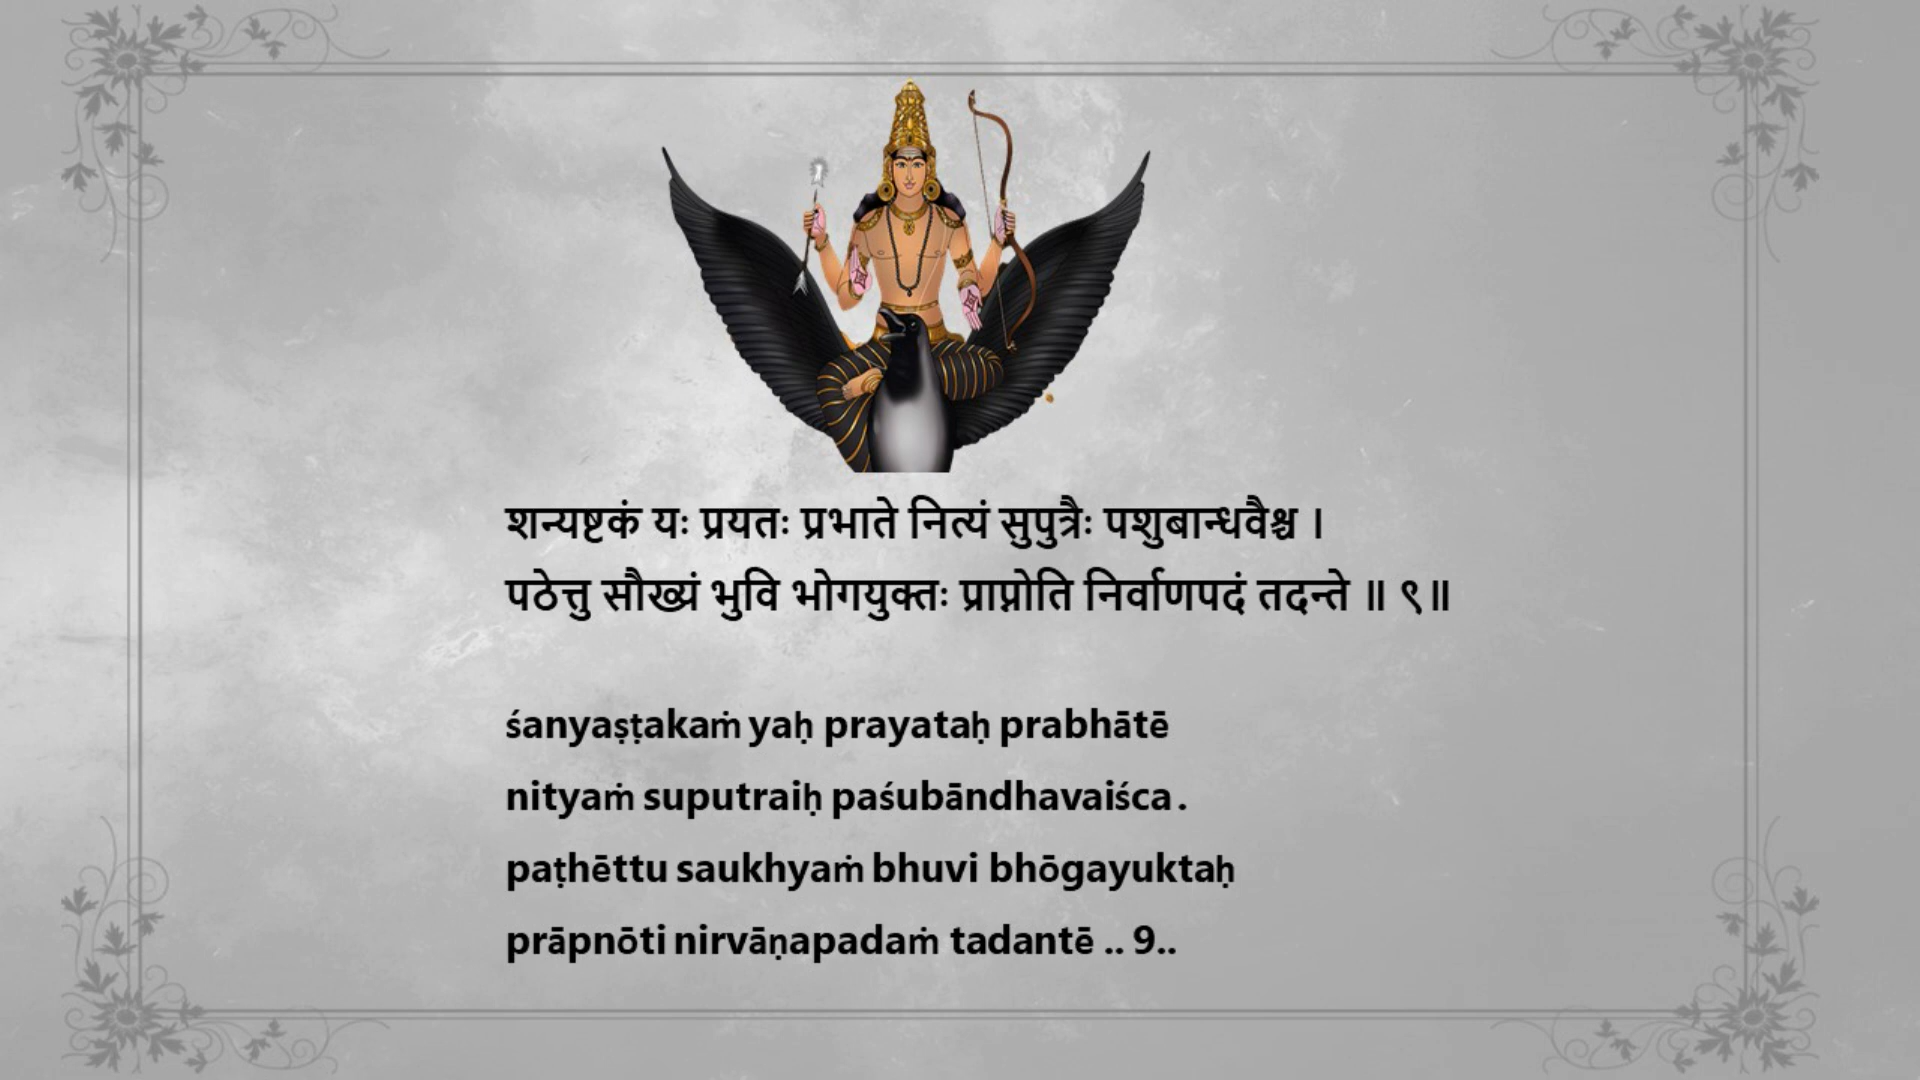 शन्यष्टकं यः प्रयतः प्रभाते नित्यं सुपुत्रैः पशुबान्धवैश्च ।
पठेत्तु सौख्यं भुवि भोगयुक्तः प्राप्नोति निर्वाणपदं तदन्ते ॥ ९॥
śanyaṣṭakaṁ yaḥ prayataḥ prabhātē
nityaṁ suputraiḥ paśubāndhavaiśca .
paṭhēttu saukhyaṁ bhuvi bhōgayuktaḥ
prāpnōti nirvāṇapadaṁ tadantē .. 9..